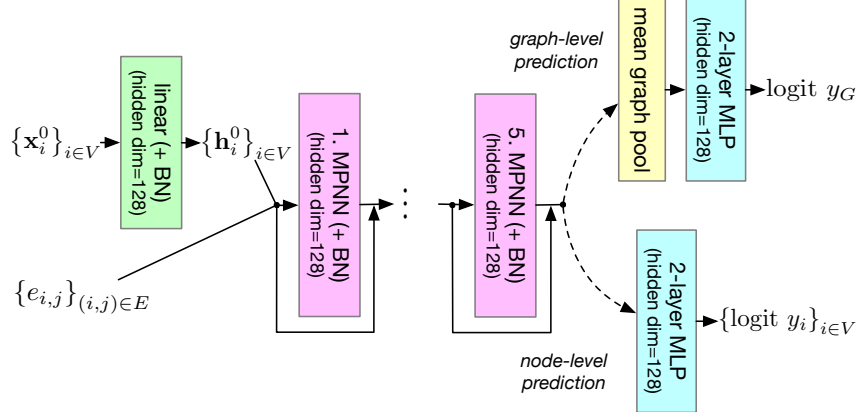 {x_i^0}_{i∈V}
linear (+ BN)
(hidden dim=128)
{h_i^0}_{i∈V}
{e_{i,j}}_{(i,j)∈E}
1. MPNN (+ BN)
(hidden dim=128)
⋮
5. MPNN (+ BN)
(hidden dim=128)
graph-level
prediction
mean graph pool
2-layer MLP
(hidden dim=128)
logit y_G
node-level
prediction
2-layer MLP
(hidden dim=128)
{logit y_i}_{i∈V}